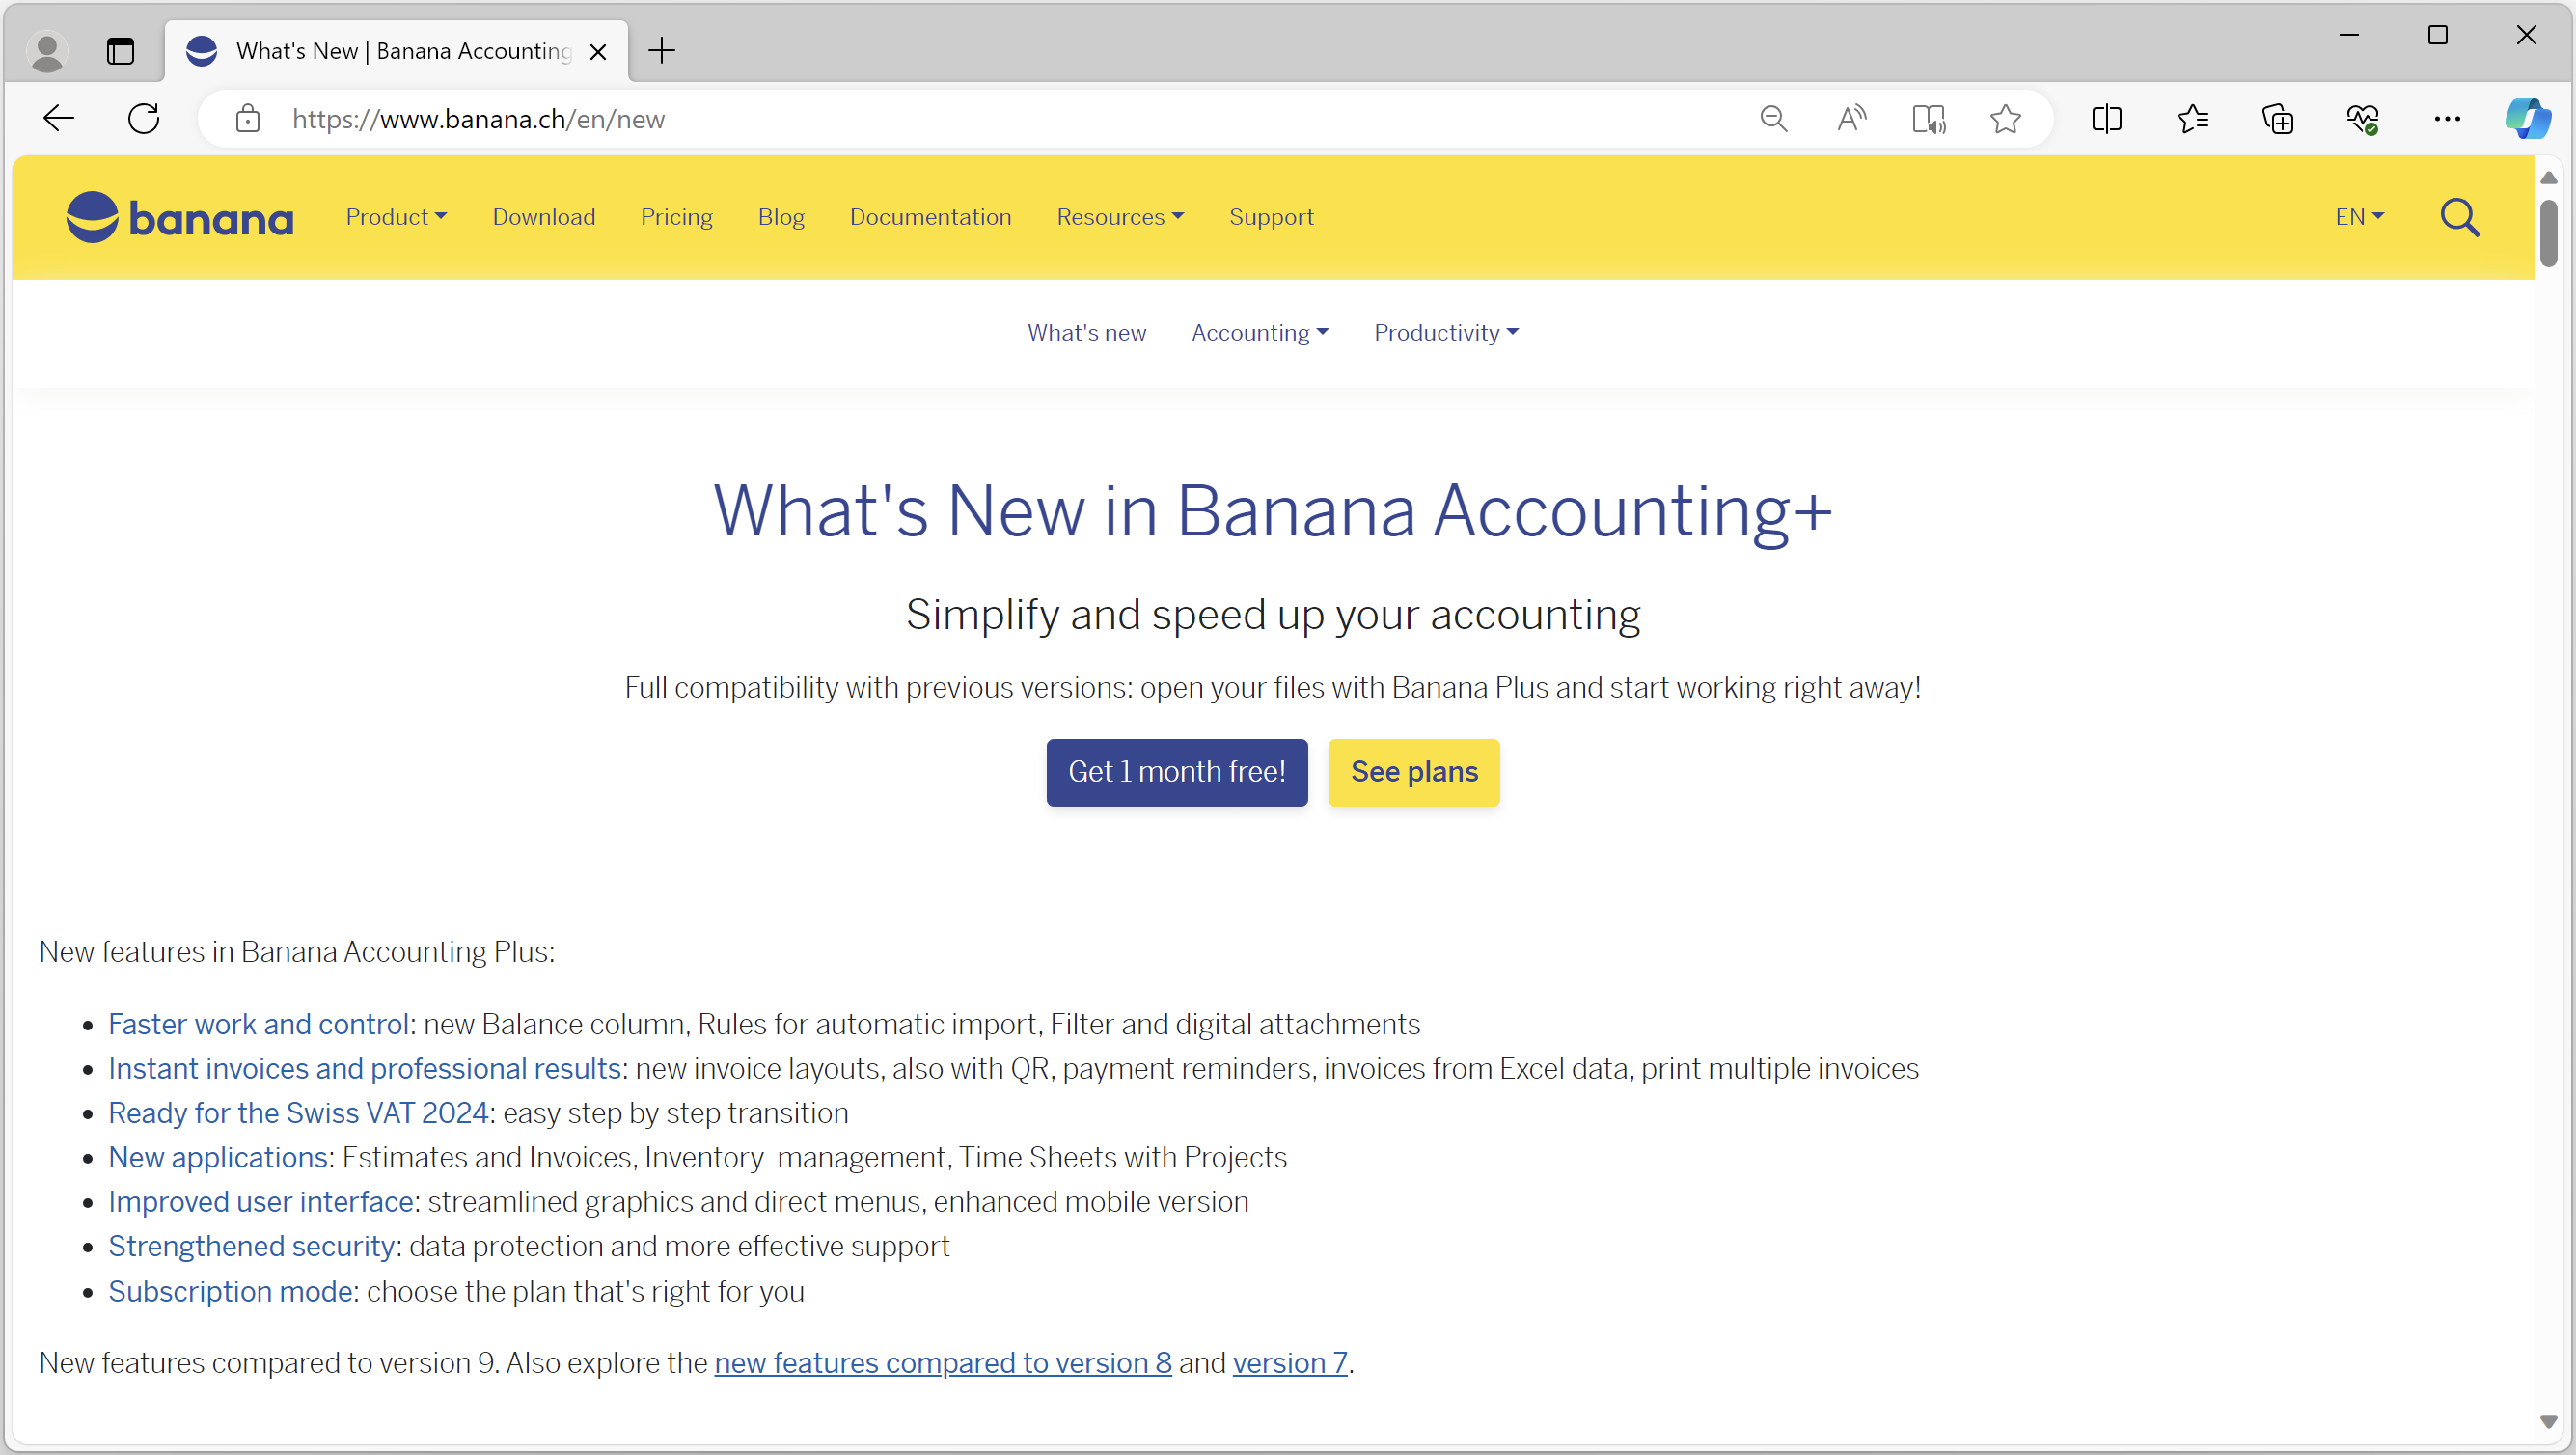 What's New | Banana Accounting
https://www.banana.ch/en/new
banana
Product
Download
Pricing
Blog
Documentation
Resources
Support
EN
What's new
Accounting
Productivity
What's New in Banana Accounting+
Simplify and speed up your accounting
Full compatibility with previous versions: open your files with Banana Plus and start working right away!
Get 1 month free!
See plans
New features in Banana Accounting Plus:
• Faster work and control: new Balance column, Rules for automatic import, Filter and digital attachments
• Instant invoices and professional results: new invoice layouts, also with QR, payment reminders, invoices from Excel data, print multiple invoices
• Ready for the Swiss VAT 2024: easy step by step transition
• New applications: Estimates and Invoices, Inventory  management, Time Sheets with Projects
• Improved user interface: streamlined graphics and direct menus, enhanced mobile version
• Strengthened security: data protection and more effective support
• Subscription mode: choose the plan that's right for you
New features compared to version 9. Also explore the new features compared to version 8 and version 7.